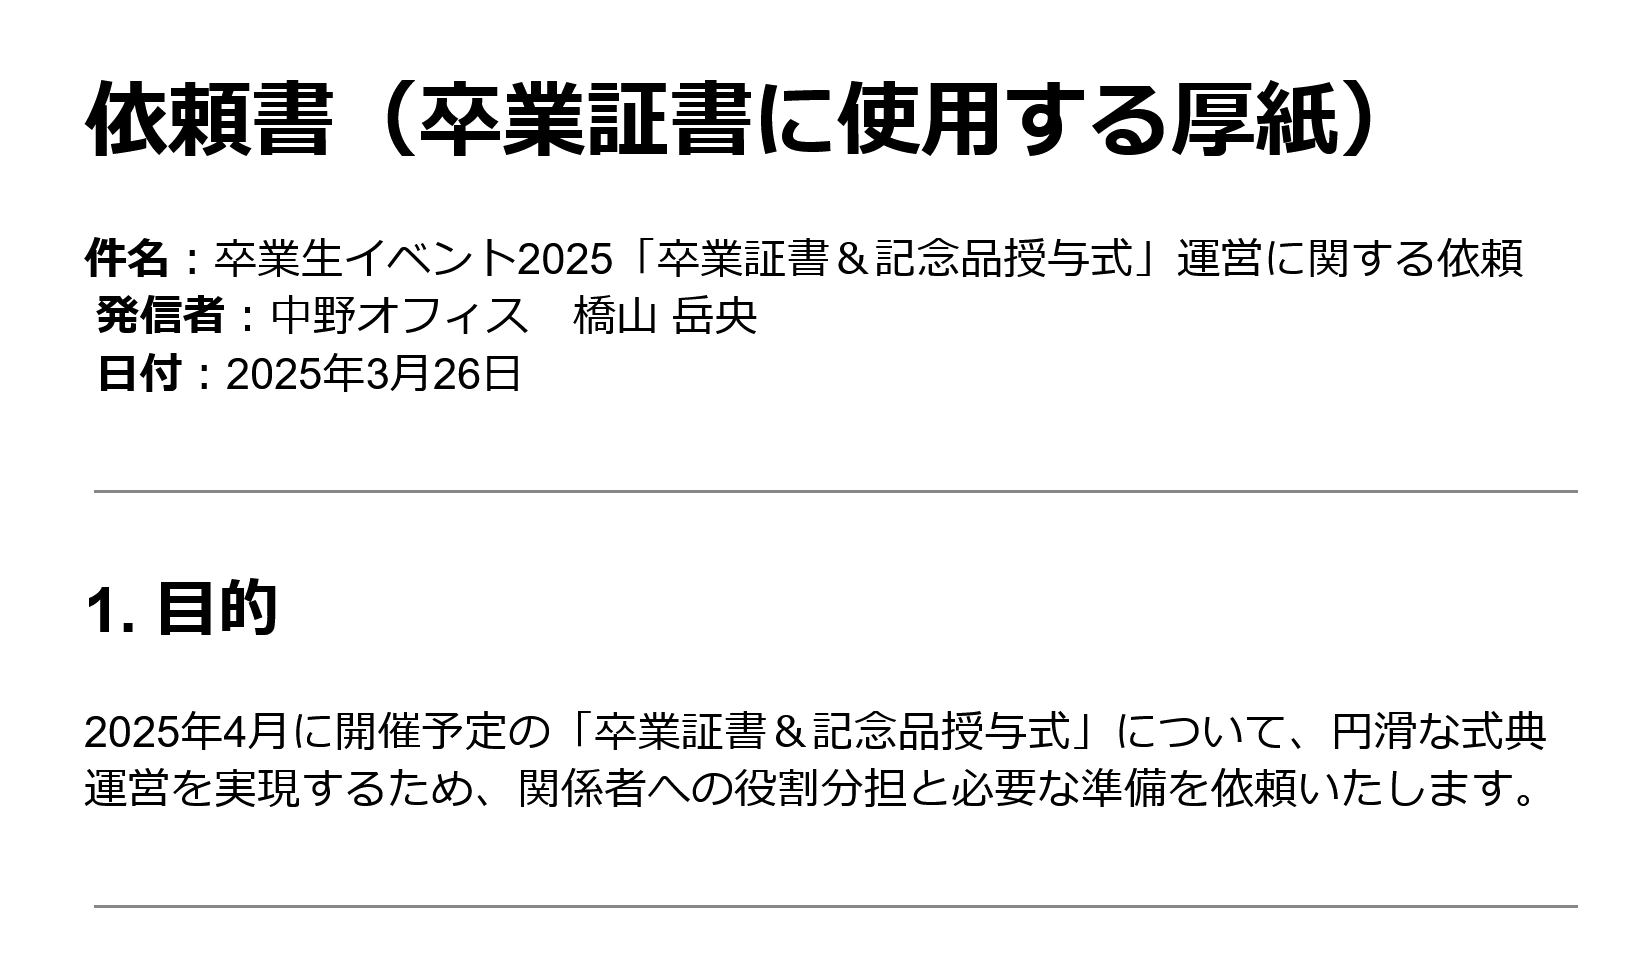 依頼書（卒業証書に使用する厚紙）
件名：卒業生イベント2025「卒業証書＆記念品授与式」運営に関する依頼
発信者：中野オフィス　橋山 岳央
日付：2025年3月26日
1. 目的
2025年4月に開催予定の「卒業証書＆記念品授与式」について、円滑な式典
運営を実現するため、関係者への役割分担と必要な準備を依頼いたします。